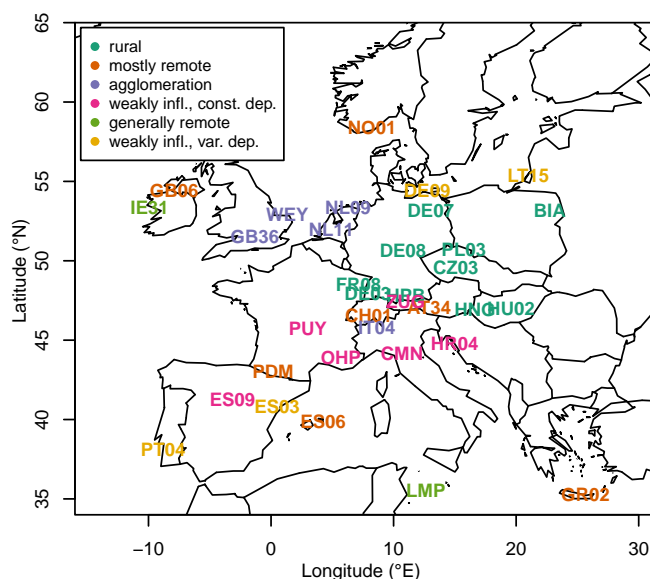 65
60
55
50
45
40
35
Latitude (°N)
rural
mostly remote
agglomeration
weakly infl., const. dep.
generally remote
weakly infl., var. dep.
NO01
GB06
IE31
WEY
GB36
NL09
NL11
DE09
LT15
DE07
BIA
DE08
PL03
CZ03
FR08
DE03
HPB
ZUG
CH01
AT34
HNG
HU02
IT04
PUY
OHP
CMN
HR04
PDM
ES09
ES03
ES06
PT04
LMP
GR02
−10 0 10 20 30
Longitude (°E)